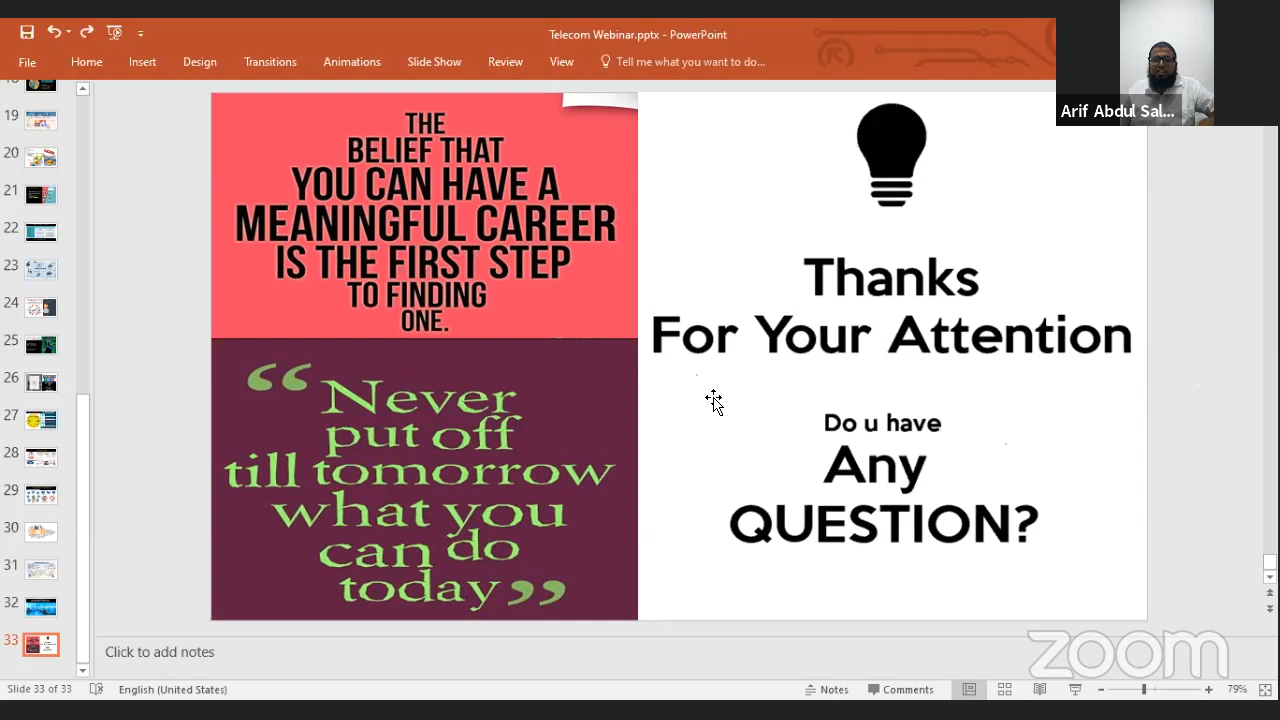 Telecom Webinar.pptx - PowerPoint
File Home Insert Design Transitions Animations Slide Show Review View Tell me what you want to do...
Arif Abdul Sal...
19
20
21
22
23
24
25
26
27
28
29
30
31
32
33
THE
BELIEF THAT
YOU CAN HAVE A
MEANINGFUL CAREER
IS THE FIRST STEP
TO FINDING
ONE.
“Never
put off
till tomorrow
what you
can do
today”
Thanks
For Your Attention
Do u have
Any
QUESTION?
Click to add notes
zoom
Slide 33 of 33 English (United States) Notes Comments 79%